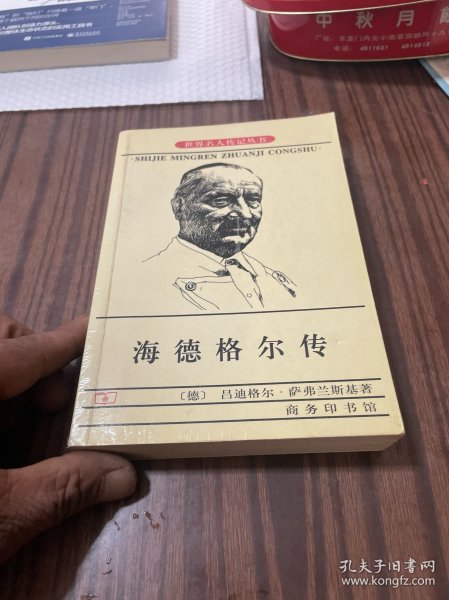 中秋月
世界名人传记丛书
·SHIJIE MINGREN ZHUANJI CONGSHU·
海德格尔传
〔德〕 吕迪格尔·萨弗兰斯基著
商务印书馆
孔夫子旧书网
www.kongfz.com